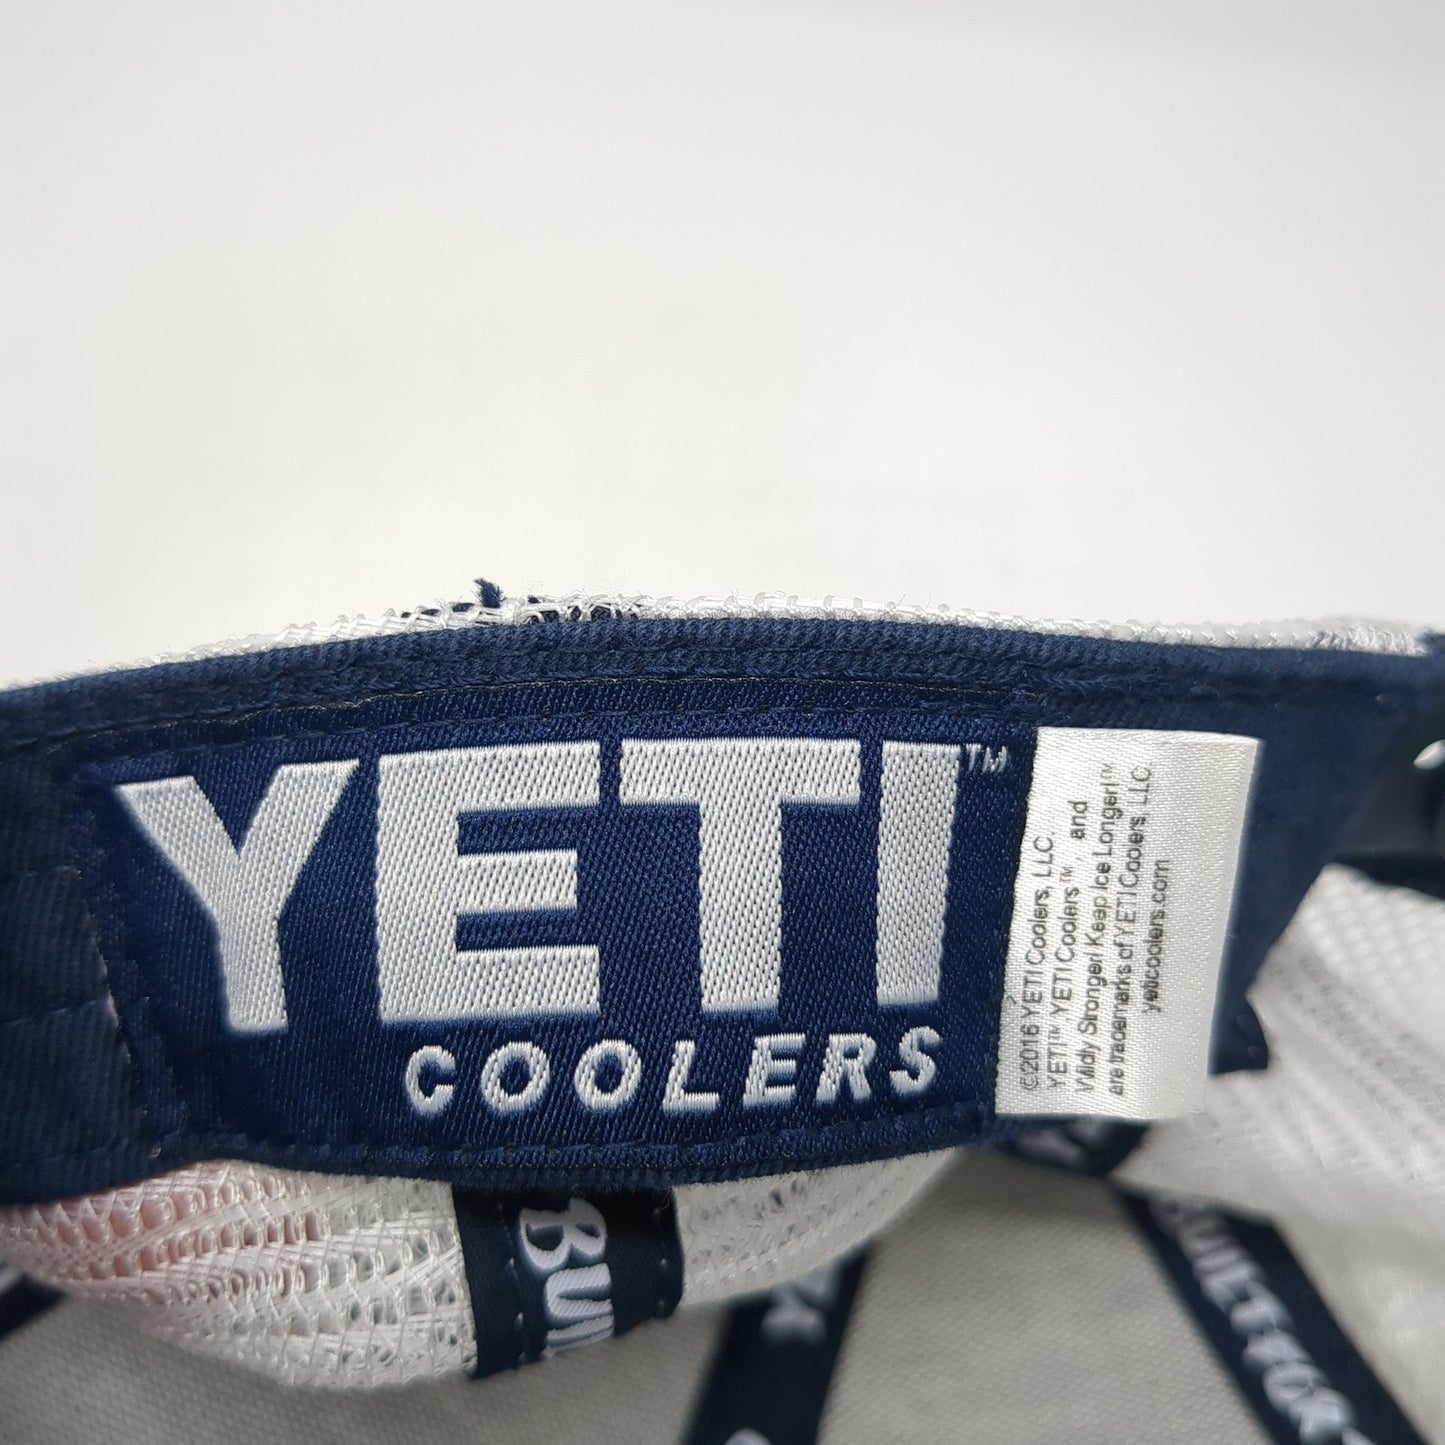 YETI™
COOLERS
©2016 YETI Coolers, LLC.
YETI™ YETI Coolers™, and
Wildly Stronger! Keep Ice Longer!™
are trademarks of YETI Coolers, LLC.
yeticoolers.com